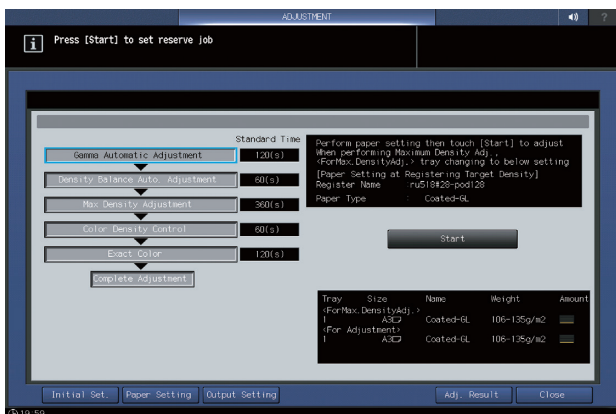 ADJUSTMENT
?
i
Press [Start] to set reserve job
Standard Time
Gamma Automatic Adjustment 120(s)
Density Balance Auto. Adjustment 60(s)
Max Density Adjustment 360(s)
Color Density Control 60(s)
Exact Color 120(s)
Complete Adjustment
Perform paper setting then touch [Start] to adjust
When performing Maximum Density Adj.,
<ForMax.DensityAdj.> tray changing to below setting
[Paper Setting at Registering Target Density]
Register Name :ru518#28-pod128
Paper Type : Coated-GL
Start
Tray Size Name Weight Amount
<ForMax.DensityAdj.>
1 A3 Coated-GL 106-135g/m2
<For Adjustment>
1 A3 Coated-GL 106-135g/m2
Initial Set. Paper Setting Output Setting Adj. Result Close
19:59